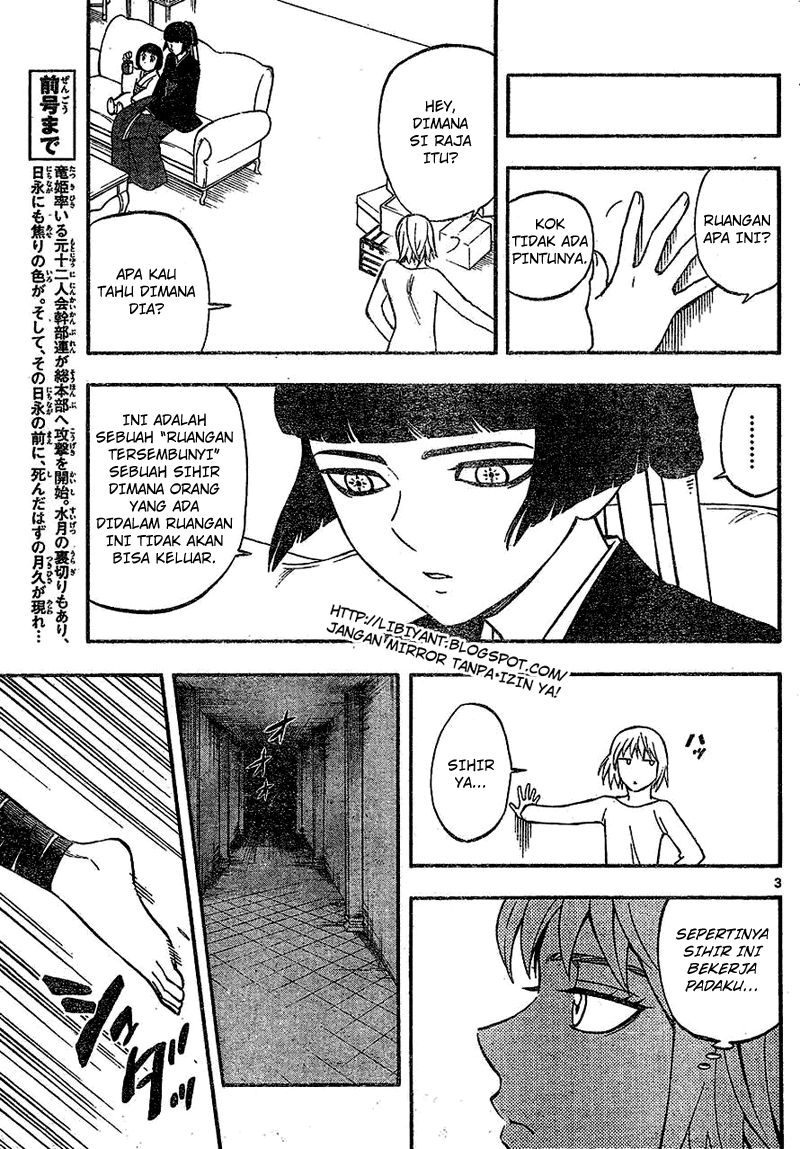 RUANGAN
APA INI?
KOK
TIDAK ADA
PINTUNYA.
HEY,
DIMANA
SI RAJA
ITU?
APA KAU
TAHU DIMANA
DIA?
前号まで
ぜんごう
竜姫率いる元十二人会幹部連が総本部へ攻撃を開始。水月の裏切りもあり、
日永にも焦りの色が。そして、その日永の前に、死んだはずの月久が現れ…
………
INI ADALAH
SEBUAH “RUANGAN
TERSEMBUNYI”
SEBUAH SIHIR
DIMANA ORANG
YANG ADA
DIDALAM RUANGAN
INI TIDAK AKAN
BISA KELUAR.
HTTP://LIBIYANT.BLOGSPOT.COM/
JANGAN MIRROR TANPA IZIN YA!
SIHIR
YA...
3
SEPERTINYA
SIHIR INI
BEKERJA
PADAKU...